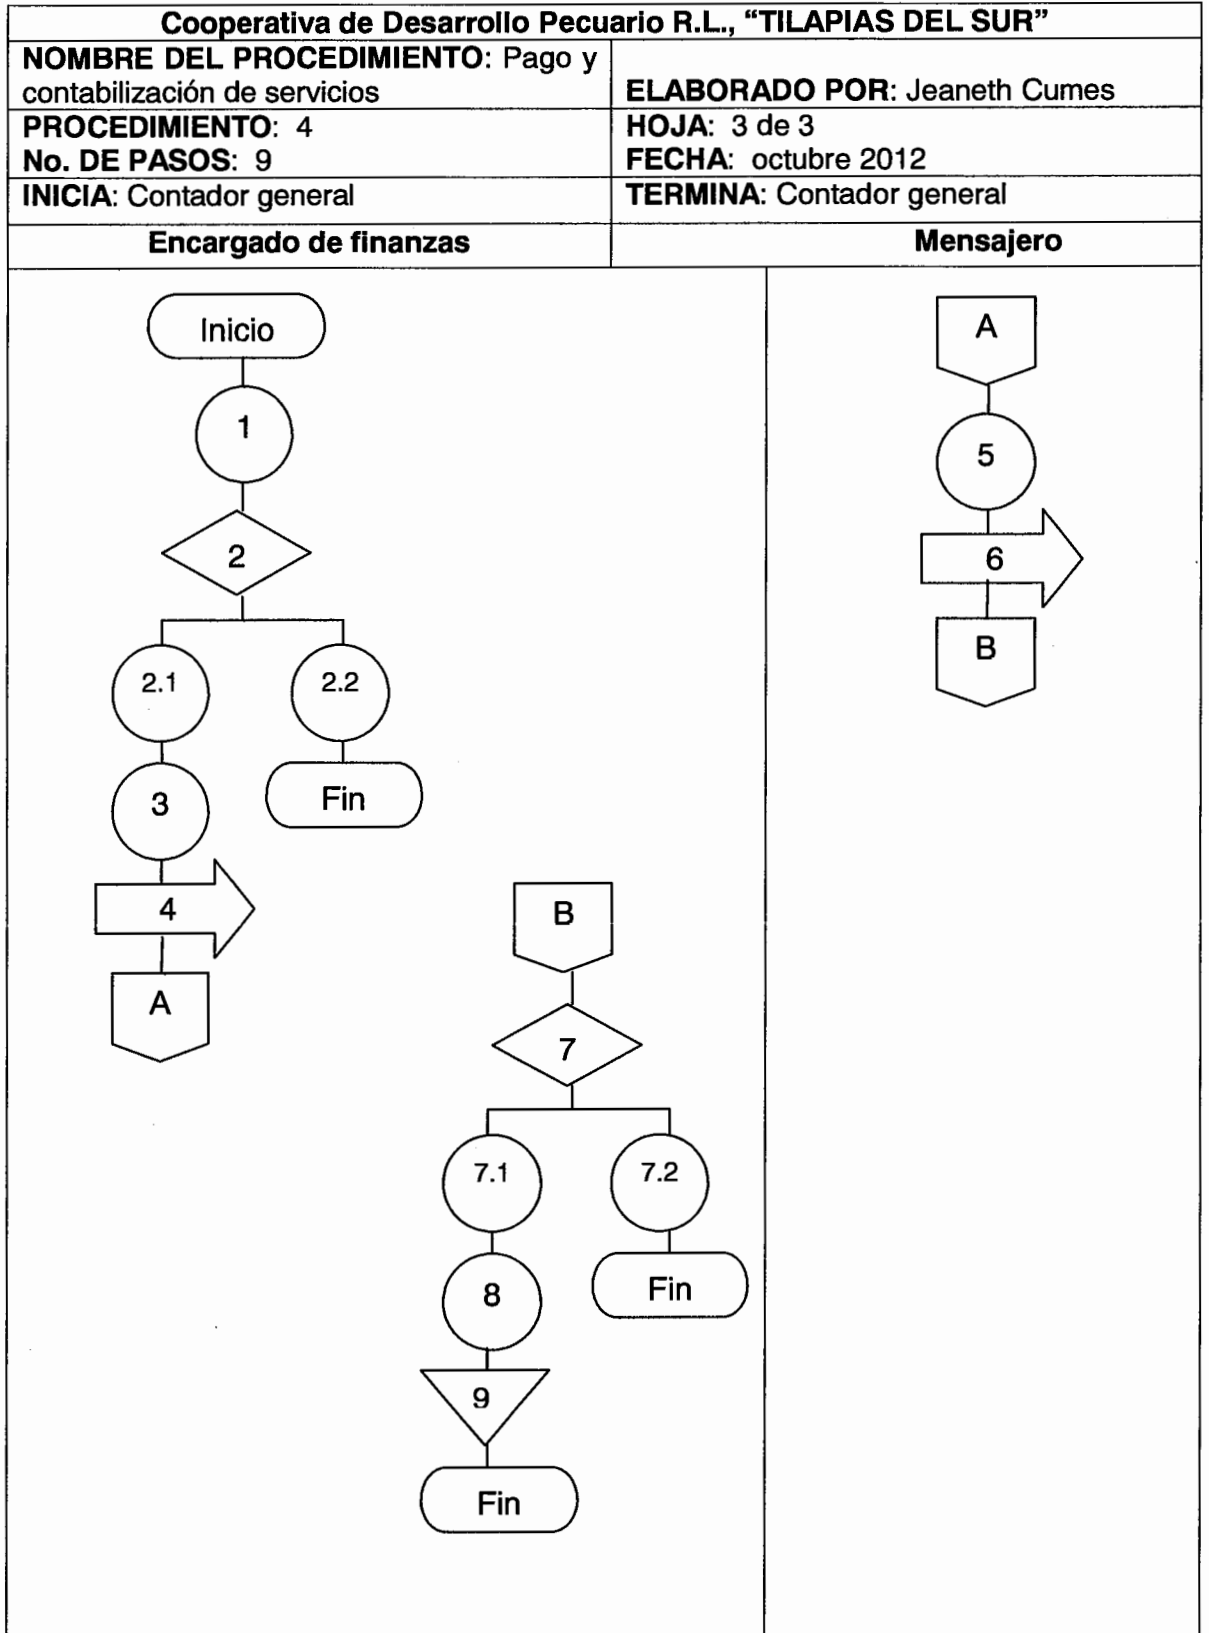 Cooperativa de Desarrollo Pecuario R.L., “TILAPIAS DEL SUR”
NOMBRE DEL PROCEDIMIENTO: Pago y
contabilización de servicios
ELABORADO POR: Jeaneth Cumes
PROCEDIMIENTO: 4
No. DE PASOS: 9
HOJA: 3 de 3
FECHA: octubre 2012
INICIA: Contador general
TERMINA: Contador general
Encargado de finanzas
Mensajero
Inicio
1
2
2.1
2.2
3
Fin
4
A
B
7
7.1
7.2
8
Fin
9
Fin
A
5
6
B